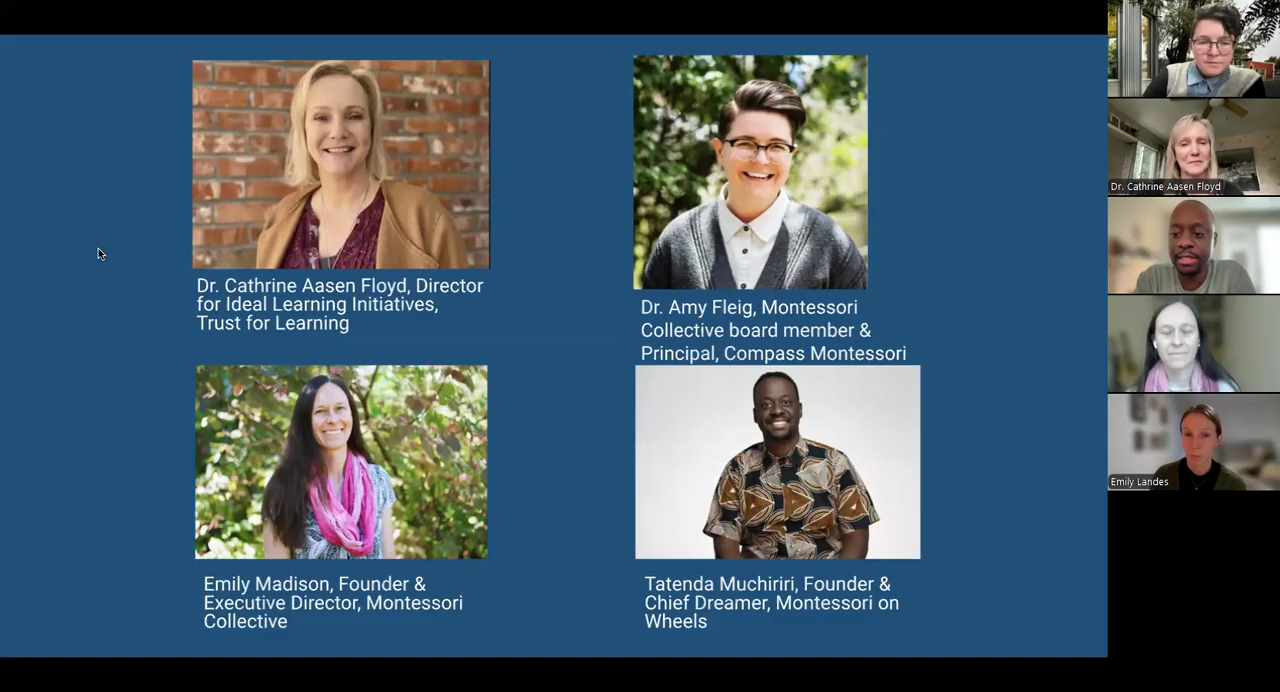 Dr. Cathrine Aasen Floyd, Director
for Ideal Learning Initiatives,
Trust for Learning
Dr. Amy Fleig, Montessori
Collective board member &
Principal, Compass Montessori
Emily Madison, Founder &
Executive Director, Montessori
Collective
Tatenda Muchiriri, Founder &
Chief Dreamer, Montessori on
Wheels
Dr. Cathrine Aasen Floyd
Emily Landes